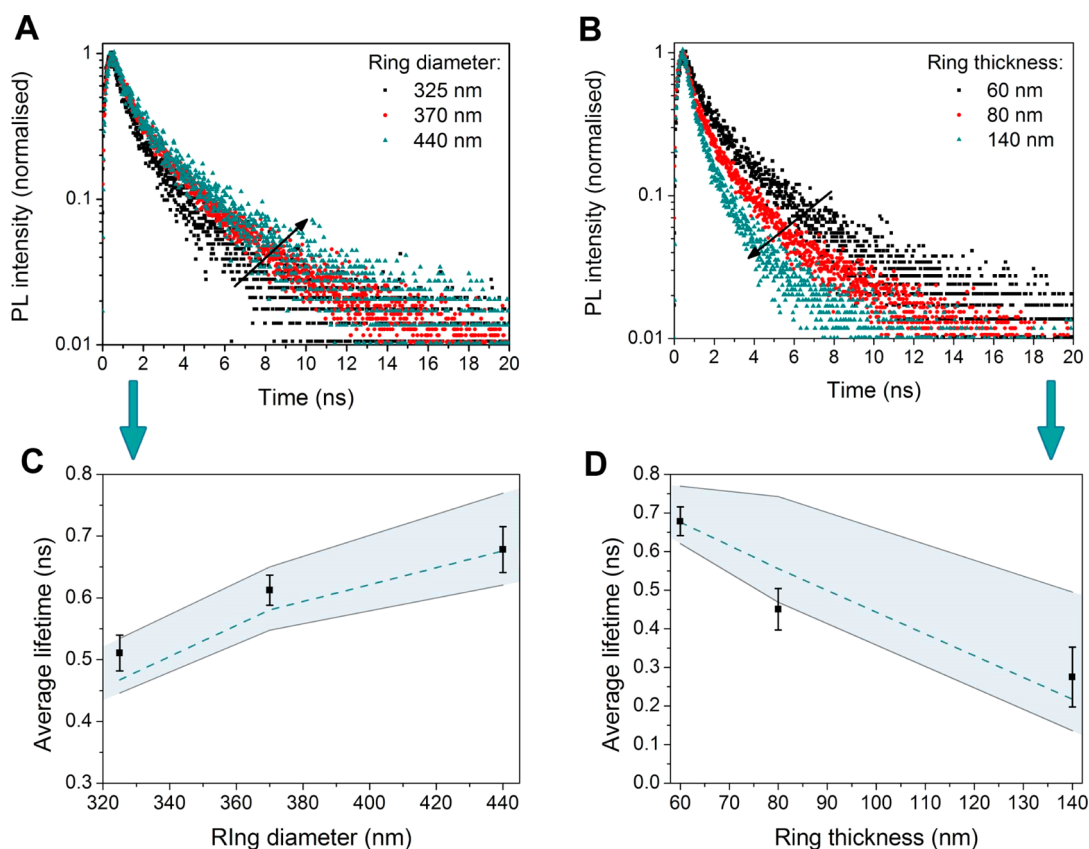 A
PL intensity (normalised)
1
0.1
0.01
Ring diameter:
325 nm
370 nm
440 nm
0 2 4 6 8 10 12 14 16 18 20
Time (ns)
B
PL intensity (normalised)
1
0.1
0.01
Ring thickness:
60 nm
80 nm
140 nm
0 2 4 6 8 10 12 14 16 18 20
Time (ns)
C
Average lifetime (ns)
0.8
0.7
0.6
0.5
0.4
0.3
320 340 360 380 400 420 440
RIng diameter (nm)
D
Average lifetime (ns)
0.8
0.7
0.6
0.5
0.4
0.3
0.2
0.1
0.0
60 70 80 90 100 110 120 130 140
Ring thickness (nm)